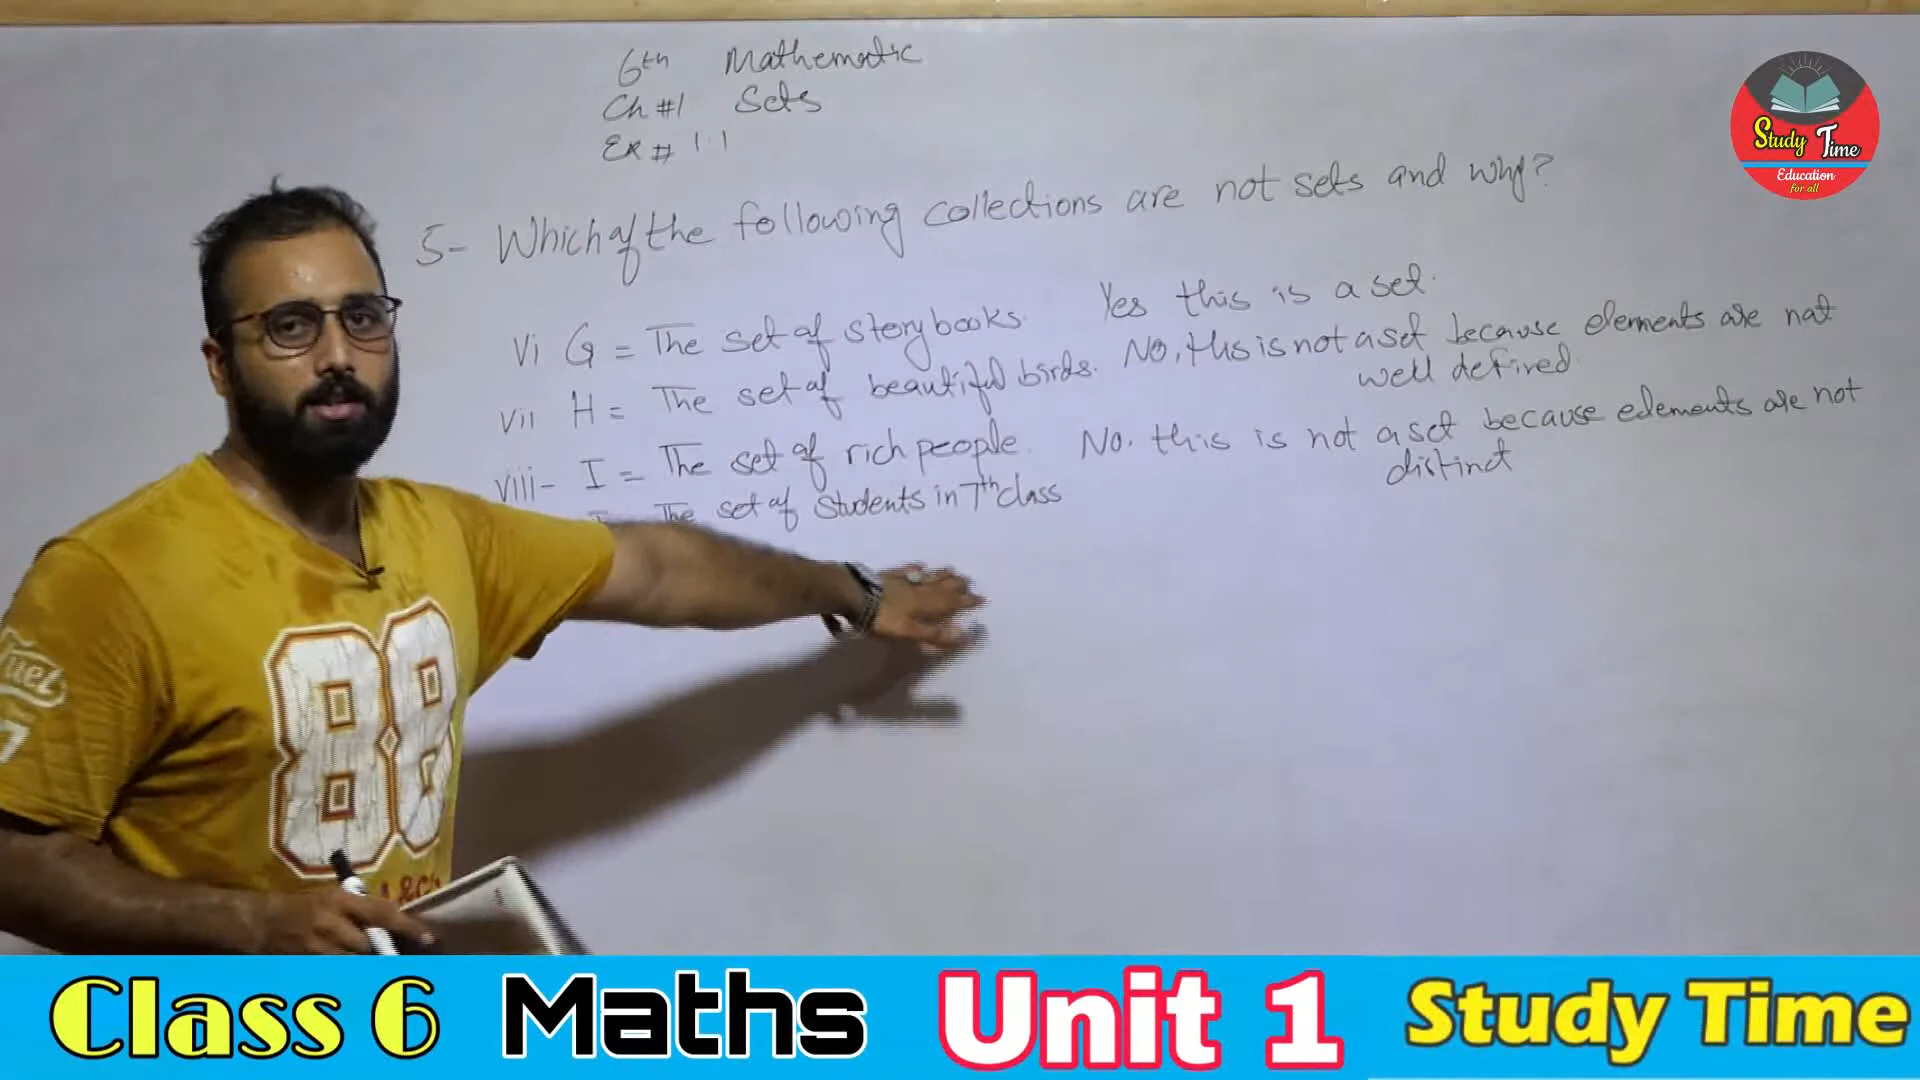 6th Mathematic
Ch #1 Sets
Ex # 1.1
Study Time
Education
for all
5- Which of the following collections are not sets and why?
Vi G = The set of storybooks. Yes this is a set.
Vii H = The set of beautiful birds. No, this is not a set because elements are not well defined.
Viii- I = The set of rich people. No. this is not a set because elements are not distinct
The set of Students in 7th class
88
Fuel
7
Class 6 Maths Unit 1 Study Time